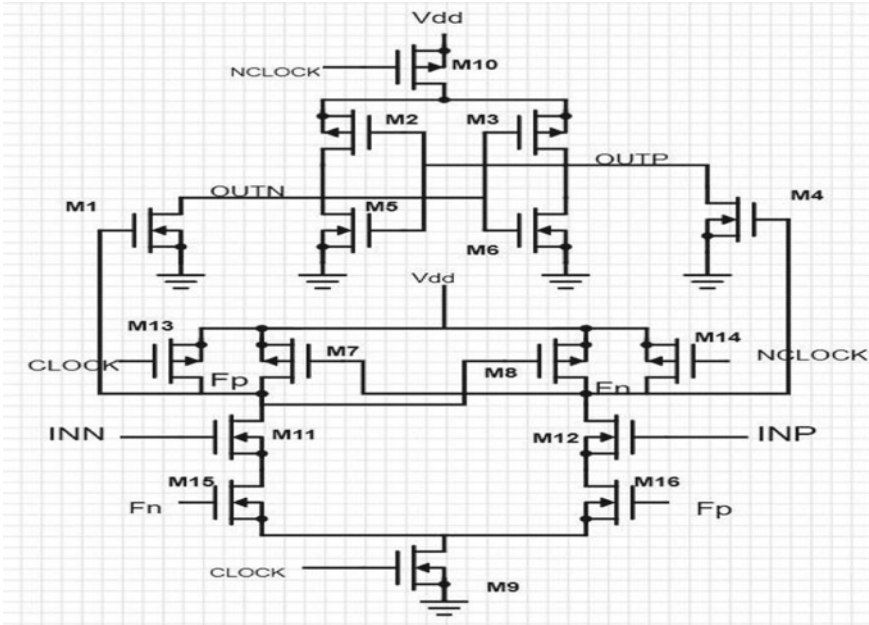 Vdd
NCLOCK M10
M2 M3
OUTP
M1 OUTN M5 M4
M6
Vdd
M13 M14
CLOCK Fp M7 M8 Fn NCLOCK
INN M11 M12 INP
M15 M16
Fn Fp
CLOCK M9